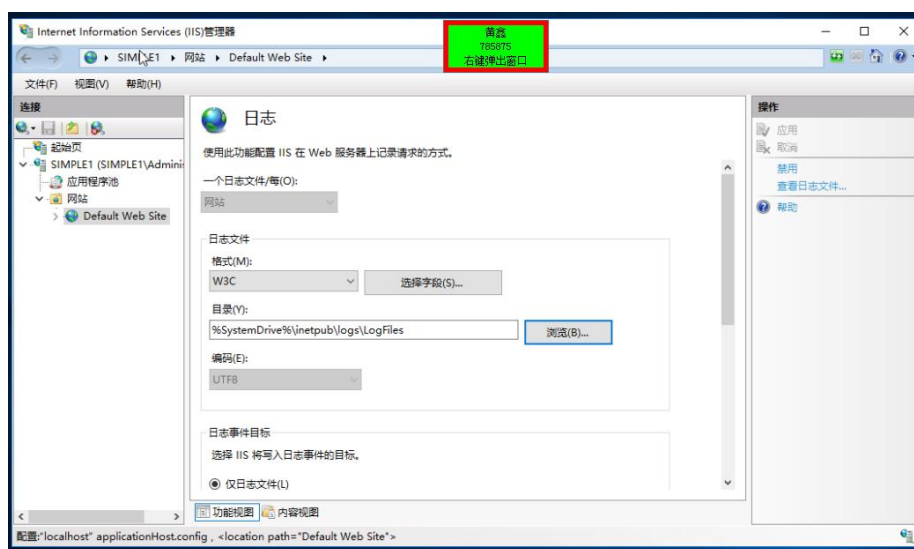 Internet Information Services (IIS)管理器
黄鑫
785875
右键弹出窗口
SIMPLE1 ▸ 网站 ▸ Default Web Site ▸
文件(F) 视图(V) 帮助(H)
连接
起始页
SIMPLE1 (SIMPLE1\Adminis
应用程序池
网站
Default Web Site
日志
使用此功能配置 IIS 在 Web 服务器上记录请求的方式。
一个日志文件/每(O):
网站
日志文件
格式(M):
W3C
选择字段(S)...
目录(Y):
%SystemDrive%\inetpub\logs\LogFiles
浏览(B)...
编码(E):
UTF8
日志事件目标
选择 IIS 将写入日志事件的目标。
仅日志文件(L)
功能视图 内容视图
操作
应用
取消
禁用
查看日志文件...
帮助
配置:"localhost" applicationHost.config , <location path="Default Web Site">